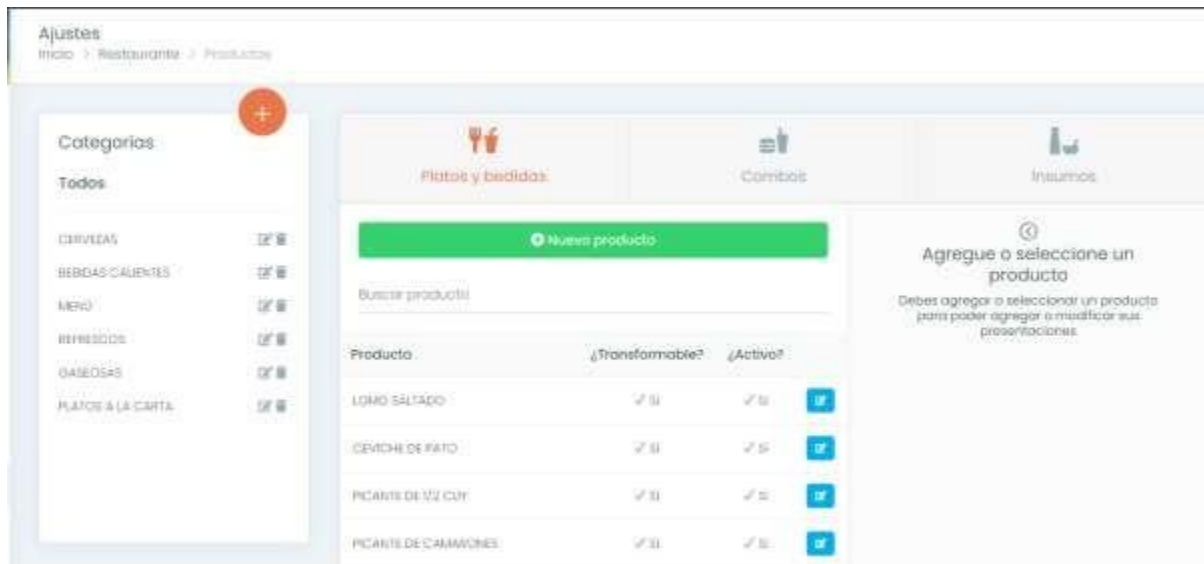 Ajustes
Inicio > Restaurante > Productos
Categorias
Todos
CERVEZAS
BEBIDAS CALIENTES
MENÚ
REFRESCOS
GASEOSAS
PLATOS A LA CARTA
Platos y bedidas
Combos
Insumos
Nuevo producto
Buscar producto
Producto ¿Transformable? ¿Activo?
LOMO SALTADO Si Si
CEVICHE DE PATO Si Si
PICANTE DE 1/2 CUY Si Si
PICANTE DE CAMARONES Si Si
Agregue o seleccione un
producto
Debes agregar o seleccionar un producto
para poder agregar o modificar sus
presentaciones